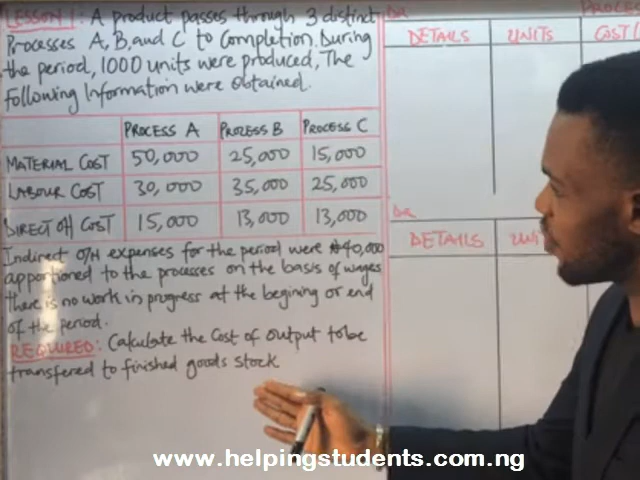 LESSON 1: A product passes through 3 distinct
Processes A, B, and C to Completion. During
the period, 1000 units were produced, The
following Information were obtained.
PROCESS A PROCESS B PROCESS C
MATERIAL COST 50,000 25,000 15,000
LABOUR COST 30,000 35,000 25,000
DIRECT O/H COST 15,000 13,000 13,000
Indirect O/H expenses for the period were ₦40,000
apportioned to the processes on the basis of wages
there is no work in progress at the begining or end
of the period.
REQUIRED: Calculate the Cost of output to be
transfered to finished goods stock
DR PROCES
DETAILS UNITS COST/
DR
DETAILS UNI
www.helpingstudents.com.ng